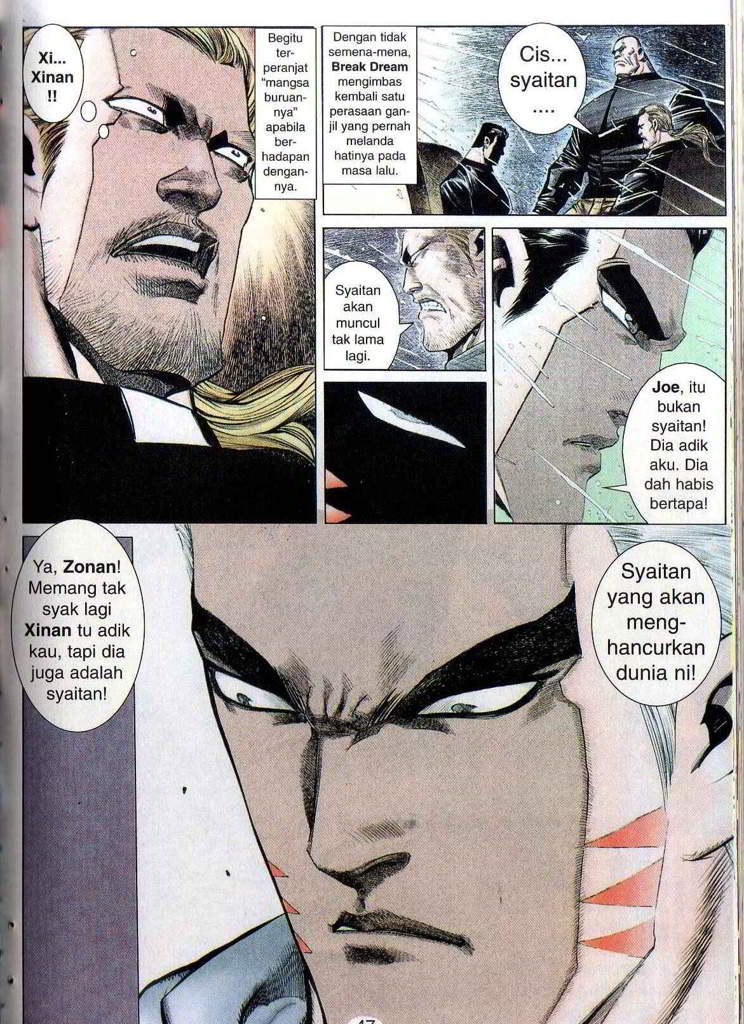 Xi...
Xinan
!!
Begitu
ter-
peranjat
"mangsa
buruan-
nya"
apabila
ber-
hadapan
dengan-
nya.
Dengan tidak
semena-mena,
Break Dream
mengimbas
kembali satu
perasaan gan-
jil yang pernah
melanda
hatinya pada
masa lalu.
Cis...
syaitan
....
Syaitan
akan
muncul
tak lama
lagi.
Joe, itu
bukan
syaitan!
Dia adik
aku. Dia
dah habis
bertapa!
Ya, Zonan!
Memang tak
syak lagi
Xinan tu adik
kau, tapi dia
juga adalah
syaitan!
Syaitan
yang akan
meng-
hancurkan
dunia ni!
47